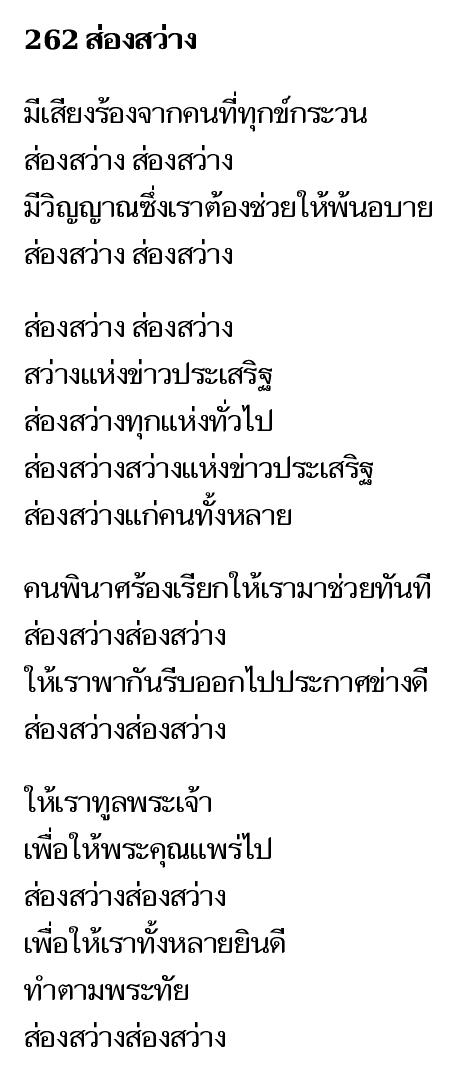 262 ส่องสว่าง
มีเสียงร้องจากคนที่ทุกข์กระวน
ส่องสว่าง ส่องสว่าง
มีวิญญาณซึ่งเราต้องช่วยให้พ้นอบาย
ส่องสว่าง ส่องสว่าง
ส่องสว่าง ส่องสว่าง
สว่างแห่งข่าวประเสริฐ
ส่องสว่างทุกแห่งทั่วไป
ส่องสว่างสว่างแห่งข่าวประเสริฐ
ส่องสว่างแก่คนทั้งหลาย
คนพินาศร้องเรียกให้เรามาช่วยทันที
ส่องสว่างส่องสว่าง
ให้เราพากันรีบออกไปประกาศข่างดี
ส่องสว่างส่องสว่าง
ให้เราทูลพระเจ้า
เพื่อให้พระคุณแพร่ไป
ส่องสว่างส่องสว่าง
เพื่อให้เราทั้งหลายยินดี
ทำตามพระทัย
ส่องสว่างส่องสว่าง